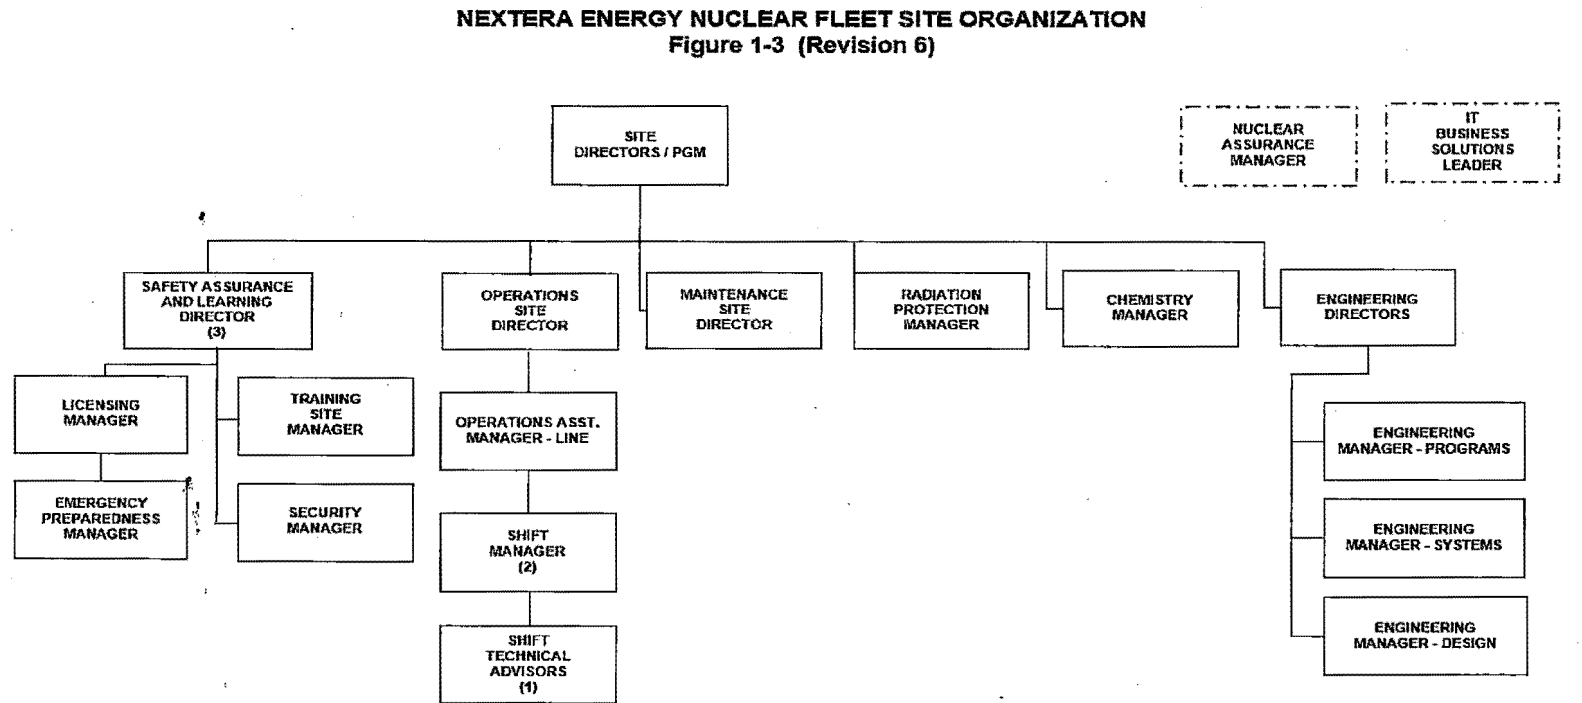 NEXTERA ENERGY NUCLEAR FLEET SITE ORGANIZATION
Figure 1-3 (Revision 6)
SITE
DIRECTORS / PGM
NUCLEAR
ASSURANCE
MANAGER
IT
BUSINESS
SOLUTIONS
LEADER
SAFETY ASSURANCE
AND LEARNING
DIRECTOR
(3)
OPERATIONS
SITE
DIRECTOR
MAINTENANCE
SITE
DIRECTOR
RADIATION
PROTECTION
MANAGER
CHEMISTRY
MANAGER
ENGINEERING
DIRECTORS
LICENSING
MANAGER
TRAINING
SITE
MANAGER
OPERATIONS ASST.
MANAGER - LINE
ENGINEERING
MANAGER - PROGRAMS
EMERGENCY
PREPAREDNESS
MANAGER
SECURITY
MANAGER
SHIFT
MANAGER
(2)
ENGINEERING
MANAGER - SYSTEMS
SHIFT
TECHNICAL
ADVISORS
(1)
ENGINEERING
MANAGER - DESIGN